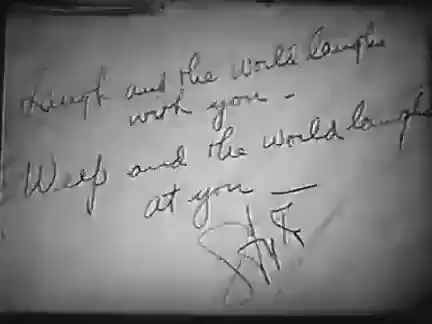 Laugh and the world laughs
with you -
Weep and the world laughs
at you —